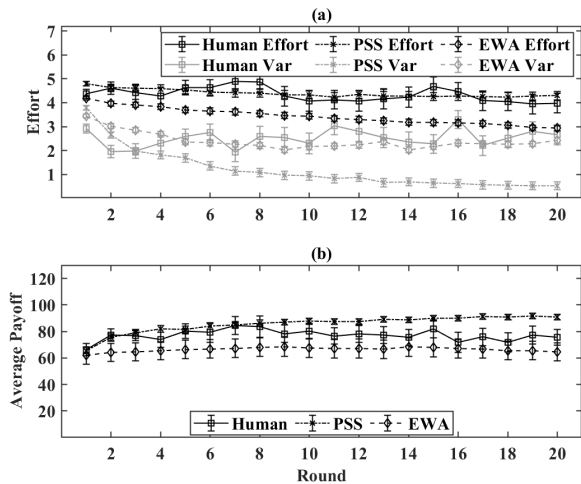 (a)
7
6
5
4
3
2
1
Effort
Human Effort PSS Effort EWA Effort
Human Var PSS Var EWA Var
2 4 6 8 10 12 14 16 18 20
(b)
120
100
80
60
40
20
Average Payoff
Human PSS EWA
2 4 6 8 10 12 14 16 18 20
Round